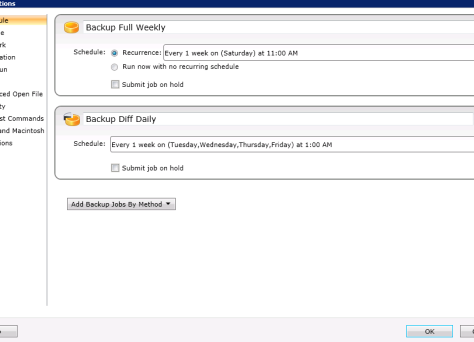 tions
ule
e
rk
ation
un
ced Open File
ty
st Commands
and Macintosh
ions
Backup Full Weekly
Schedule: Recurrence: Every 1 week on (Saturday) at 11:00 AM
Run now with no recurring schedule
Submit job on hold
Backup Diff Daily
Schedule: Every 1 week on (Tuesday,Wednesday,Thursday,Friday) at 1:00 AM
Submit job on hold
Add Backup Jobs By Method
OK